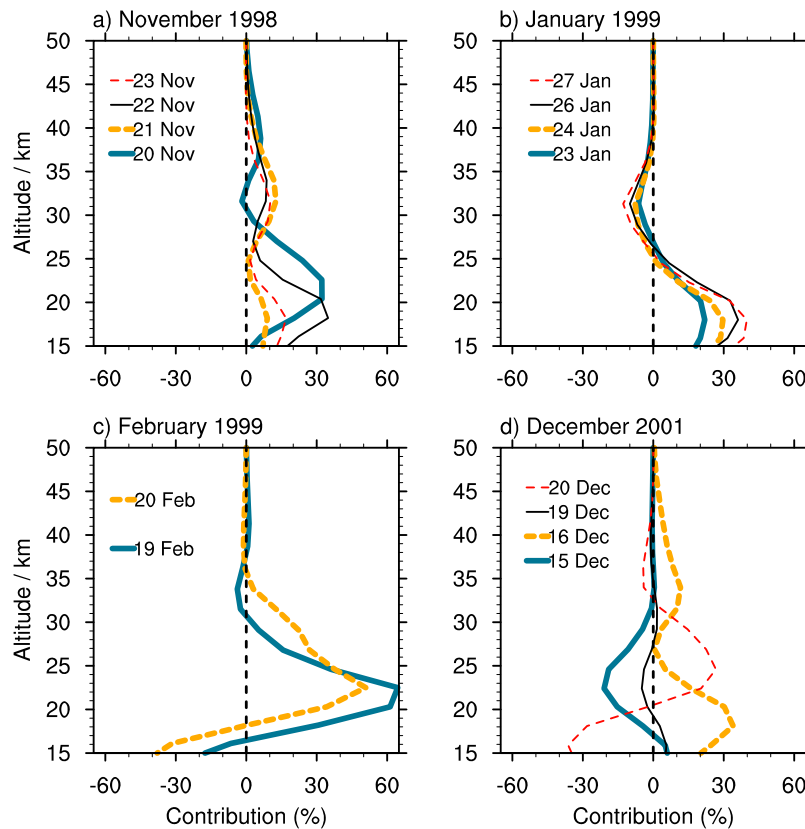 a) November 1998
50
45
40
35
30
25
20
15
Altitude / km
23 Nov
22 Nov
21 Nov
20 Nov
-60 -30 0 30 60
b) January 1999
50
45
40
35
30
25
20
15
27 Jan
26 Jan
24 Jan
23 Jan
-60 -30 0 30 60
c) February 1999
50
45
40
35
30
25
20
15
Altitude / km
20 Feb
19 Feb
-60 -30 0 30 60
Contribution (%)
d) December 2001
50
45
40
35
30
25
20
15
20 Dec
19 Dec
16 Dec
15 Dec
-60 -30 0 30 60
Contribution (%)